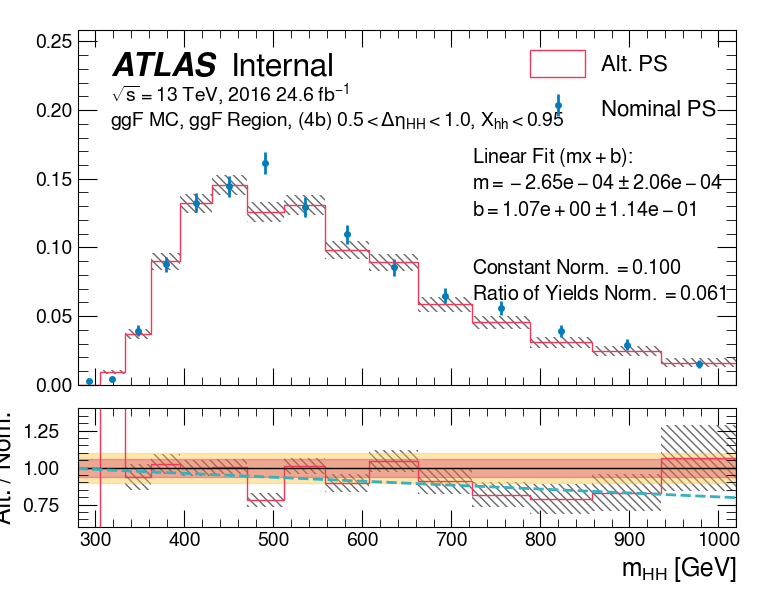 0.25
0.20
0.15
0.10
0.05
0.00
ATLAS Internal
√s = 13 TeV, 2016 24.6 fb⁻¹
ggF MC, ggF Region, (4b) 0.5 < Δη_HH < 1.0, X_hh < 0.95
Alt. PS
Nominal PS
Linear Fit (mx + b):
m = − 2.65e − 04 ± 2.06e − 04
b = 1.07e + 00 ± 1.14e − 01
Constant Norm. = 0.100
Ratio of Yields Norm. = 0.061
Alt. / Nom.
1.25
1.00
0.75
300 400 500 600 700 800 900 1000
m_HH [GeV]